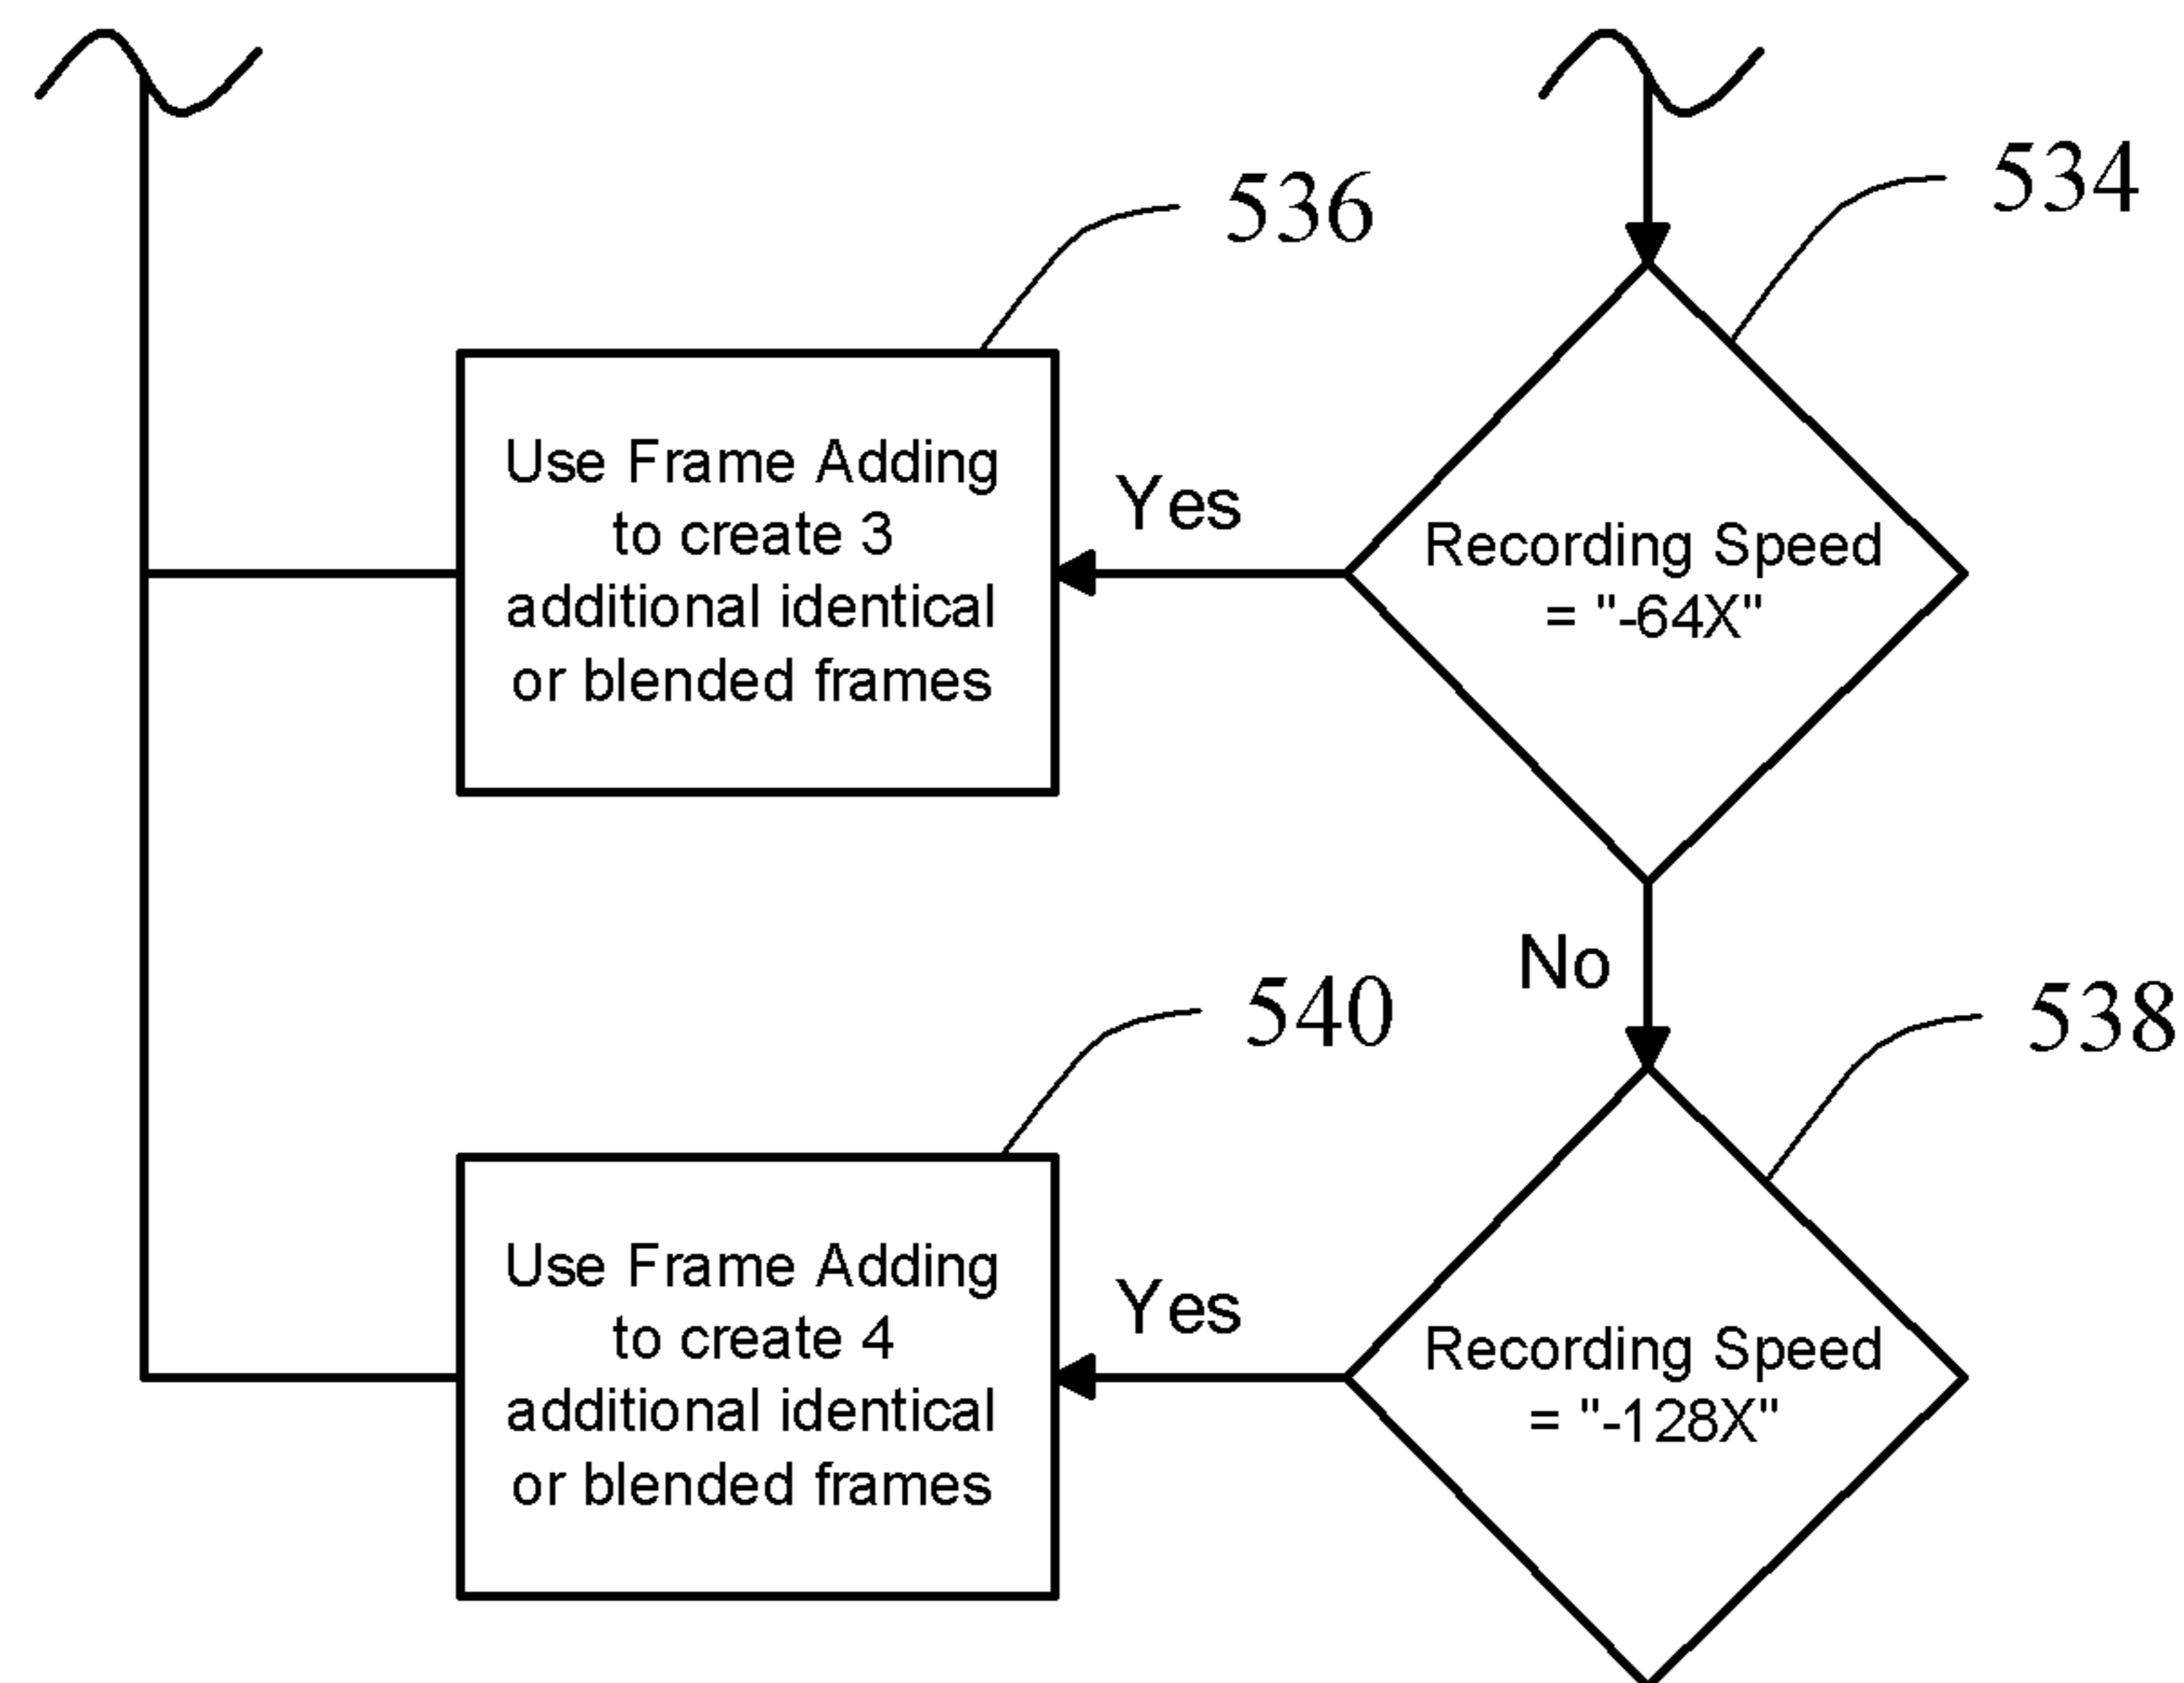 534
536
Use Frame Adding
to create 3
additional identical
or blended frames
Yes
Recording Speed
= "-64X"
No
538
540
Use Frame Adding
to create 4
additional identical
or blended frames
Yes
Recording Speed
= "-128X"